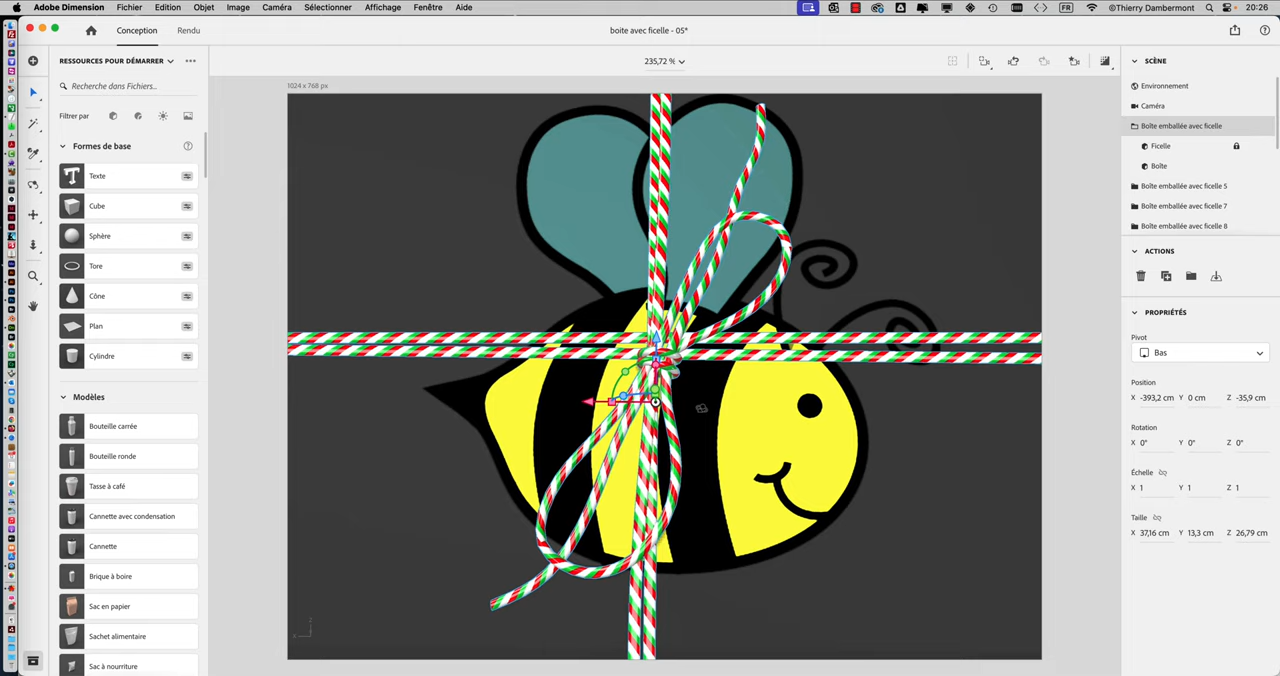 Adobe Dimension Fichier Edition Objet Image Caméra Sélectionner Affichage Fenêtre Aide FR @Thierry Dambermont 20:26
Conception Rendu boite avec ficelle - 05*
RESSOURCES POUR DÉMARRER
235,72 %
Recherche dans Fichiers...
1024 x 768 px
Filtrer par
Formes de base
Texte
Cube
Sphère
Tore
Cône
Plan
Cylindre
Modèles
Bouteille carrée
Bouteille ronde
Tasse à café
Cannette avec condensation
Cannette
Brique à boire
Sac en papier
Sachet alimentaire
Sac à nourriture
SCÈNE
Environnement
Caméra
Boîte emballée avec ficelle
Ficelle
Boîte
Boîte emballée avec ficelle 5
Boîte emballée avec ficelle 7
Boîte emballée avec ficelle 8
ACTIONS
PROPRIÉTÉS
Pivot
Bas
Position
X -393,2 cm Y 0 cm Z -35,9 cm
Rotation
X 0° Y 0° Z 0°
Échelle
X 1 Y 1 Z 1
Taille
X 37,16 cm Y 13,3 cm Z 26,79 cm